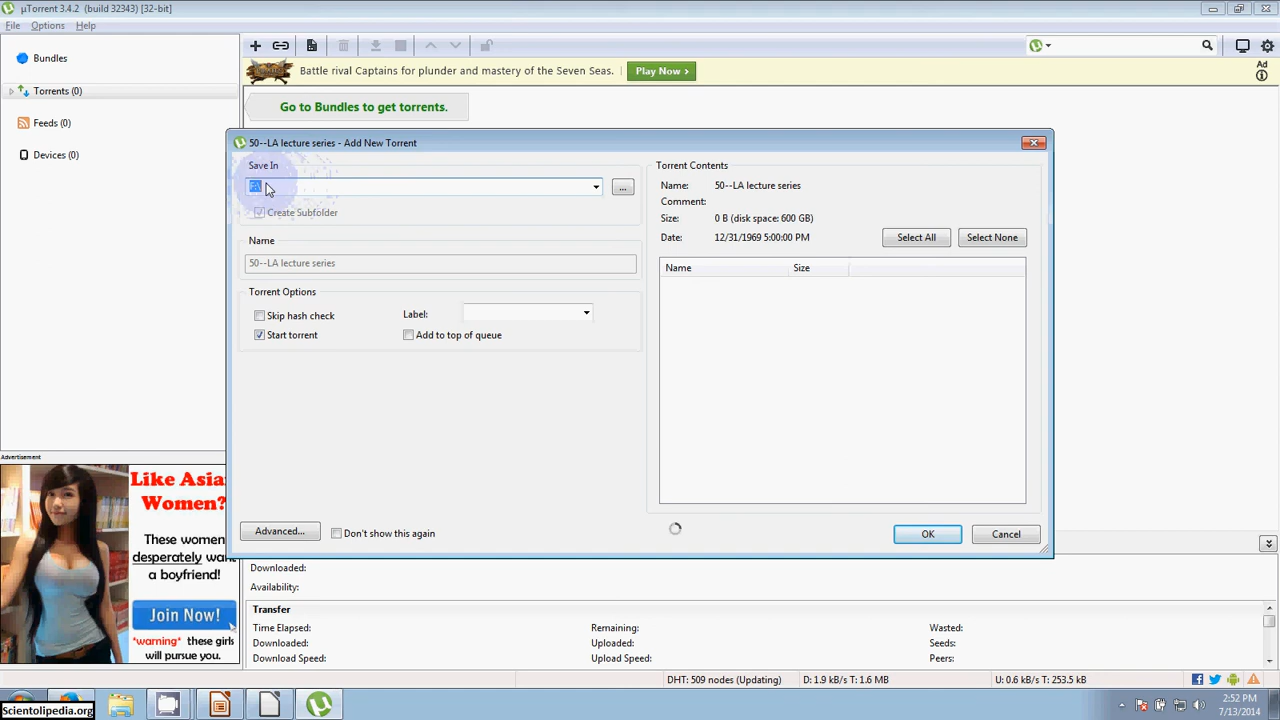 µTorrent 3.4.2 (build 32343) [32-bit]
File Options Help
Bundles
Torrents (0)
Feeds (0)
Devices (0)
Battle rival Captains for plunder and mastery of the Seven Seas. Play Now >
Ad
Go to Bundles to get torrents.
50--LA lecture series - Add New Torrent
Save In
F:\
...
Create Subfolder
Name
50--LA lecture series
Torrent Options
Skip hash check
Label:
Start torrent
Add to top of queue
Advanced...
Don't show this again
Torrent Contents
Name: 50--LA lecture series
Comment:
Size: 0 B (disk space: 600 GB)
Date: 12/31/1969 5:00:00 PM
Select All
Select None
Name Size
OK
Cancel
Advertisement
Like Asia
Women?
These women
desperately wan
a boyfriend!
Join Now!
*warning* these girls
will pursue you.
Downloaded:
Availability:
Transfer
Time Elapsed: Remaining: Wasted:
Downloaded: Uploaded: Seeds:
Download Speed: Upload Speed: Peers:
DHT: 509 nodes (Updating) D: 1.9 kB/s T: 1.6 MB U: 0.6 kB/s T: 253.5 kB
Scientolipedia.org
2:52 PM
7/13/2014